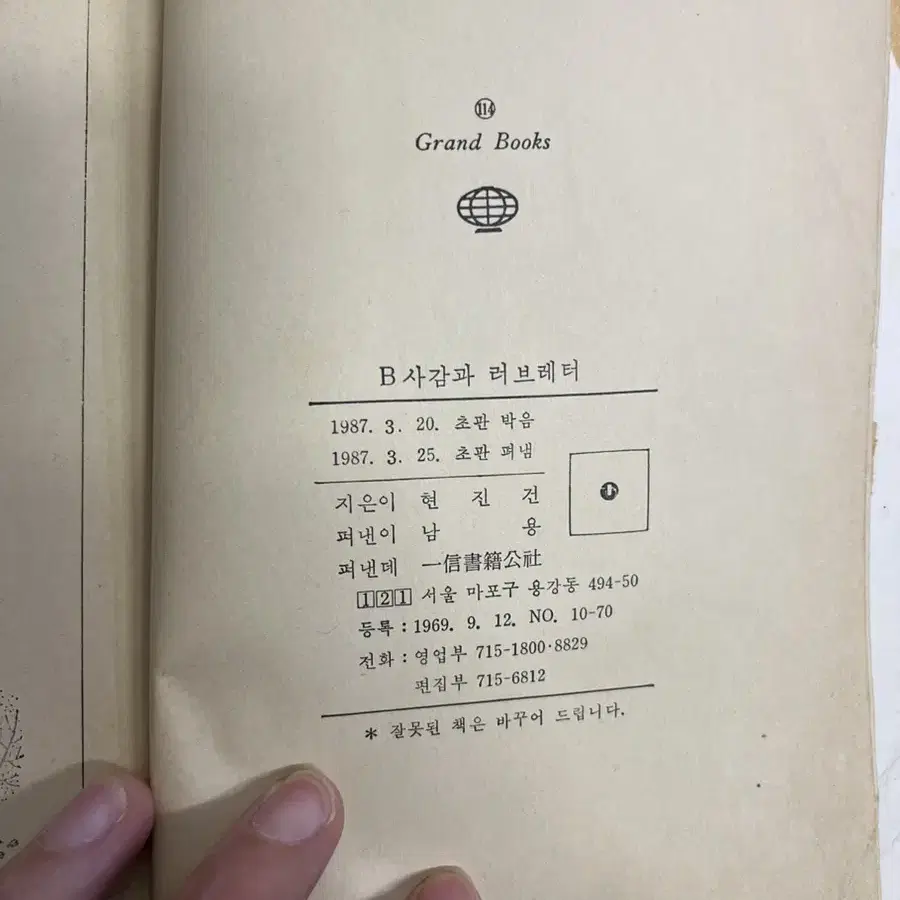 114
Grand Books
B사감과 러브레터
1987. 3. 20. 초판 박음
1987. 3. 25. 초판 펴냄
지은이 현 진 건
펴낸이 남 용
펴낸데 一信書籍公社
121 서울 마포구 용강동 494-50
등록 : 1969. 9. 12. NO. 10-70
전화 : 영업부 715-1800·8829
편집부 715-6812
* 잘못된 책은 바꾸어 드립니다.